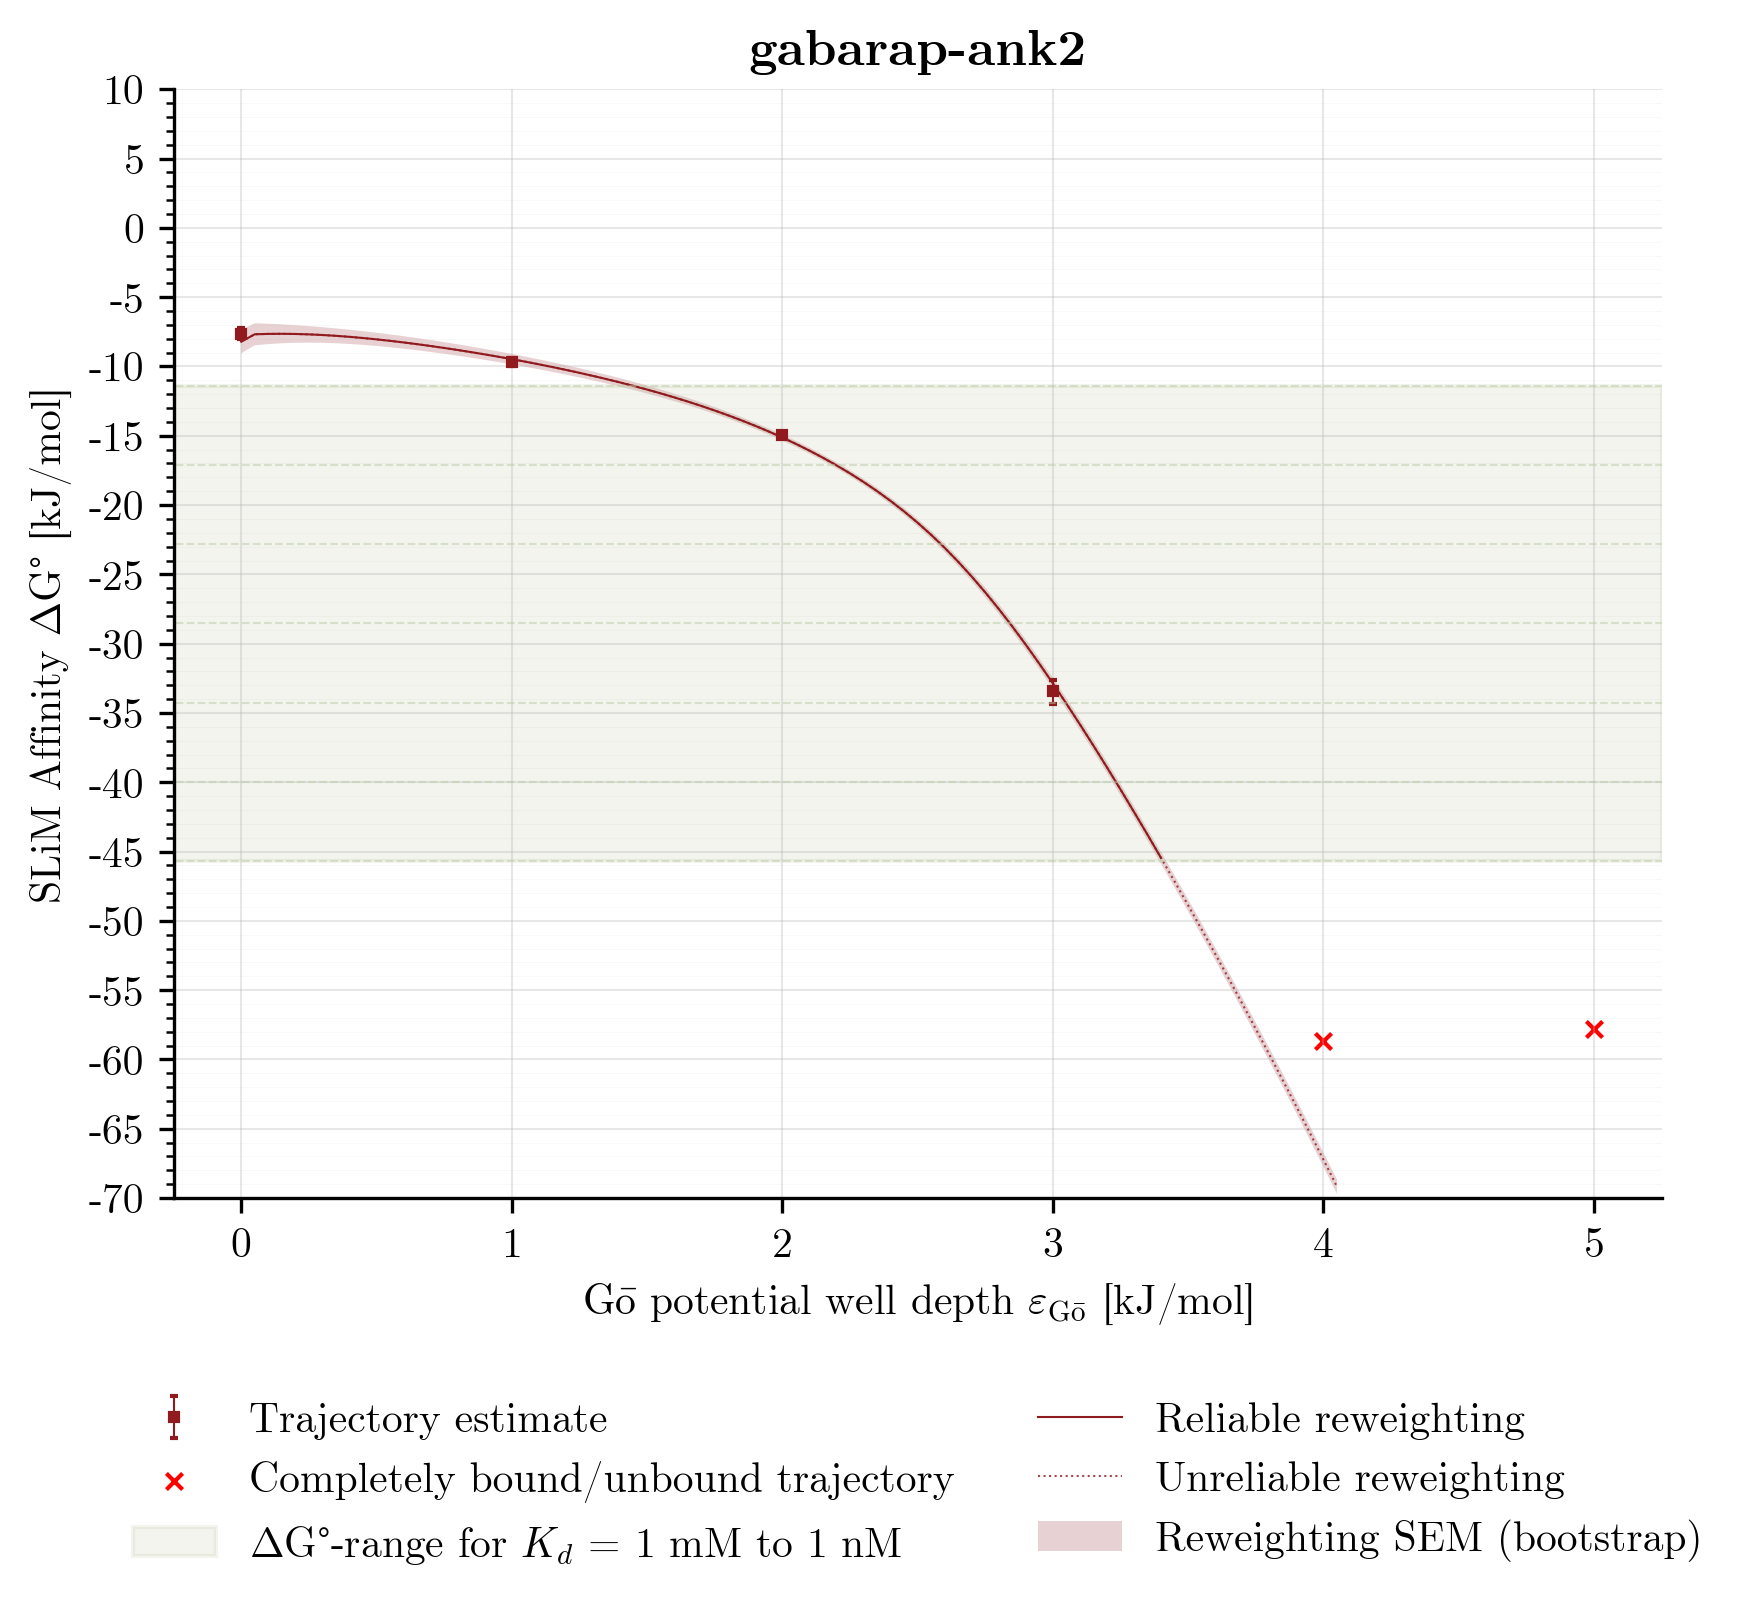 gabarap-ank2
10
5
0
-5
-10
-15
-20
-25
-30
-35
-40
-45
-50
-55
-60
-65
-70
SLiM Affinity ΔG° [kJ/mol]
0 1 2 3 4 5
Gō potential well depth εGō [kJ/mol]
Trajectory estimate
Completely bound/unbound trajectory
ΔG°-range for Kd = 1 mM to 1 nM
Reliable reweighting
Unreliable reweighting
Reweighting SEM (bootstrap)